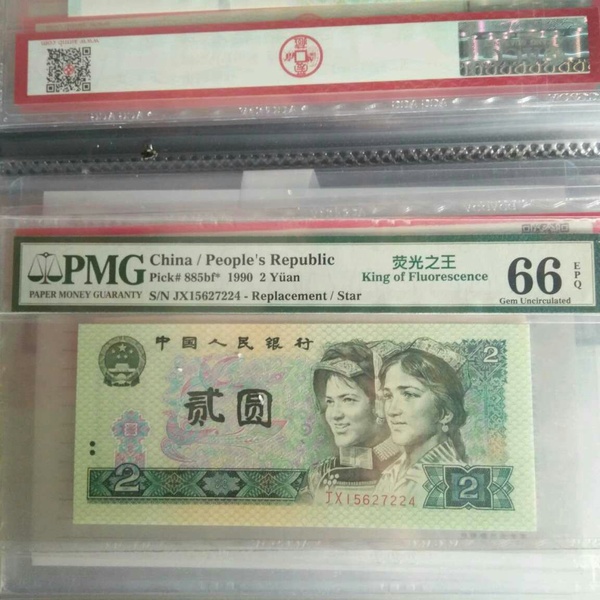 PMG
PAPER MONEY GUARANTY
China / People's Republic
Pick# 885bf* 1990 2 Yüan
S/N JX15627224 - Replacement / Star
荧光之王
King of Fluorescence
66
EPQ
Gem Uncirculated
中国人民银行
贰圆
2
2
2
JX15627224